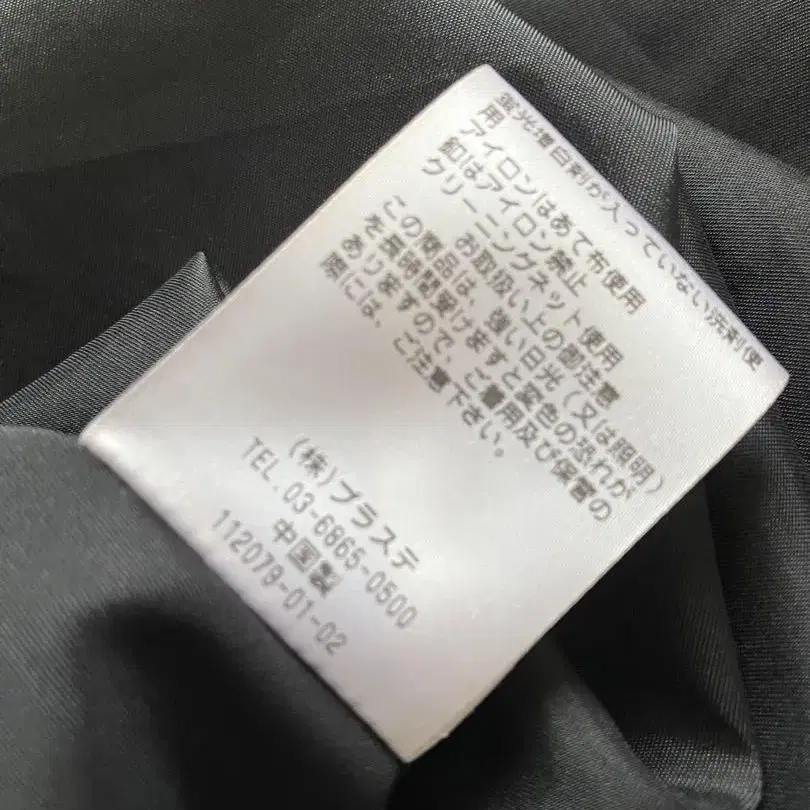 蛍光増白剤が入っていない洗剤使
用
アイロンはあて布使用
釦はアイロン禁止
クリーニングネット使用
お取扱い上の御注意
この商品は、強い日光(又は照明)
を長時間受けますと変色の恐れが
ありますので、ご着用及び保管の
際には、ご注意下さい。
(株)プラステ
TEL.03-6865-0500
中国製
112079-01-02